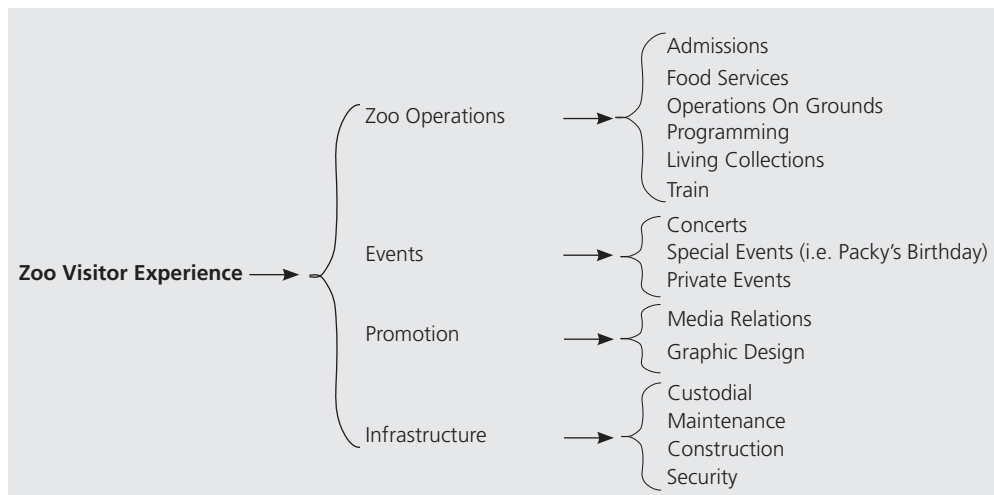 Zoo Visitor Experience
Zoo Operations
Admissions
Food Services
Operations On Grounds
Programming
Living Collections
Train
Events
Concerts
Special Events (i.e. Packy's Birthday)
Private Events
Promotion
Media Relations
Graphic Design
Infrastructure
Custodial
Maintenance
Construction
Security